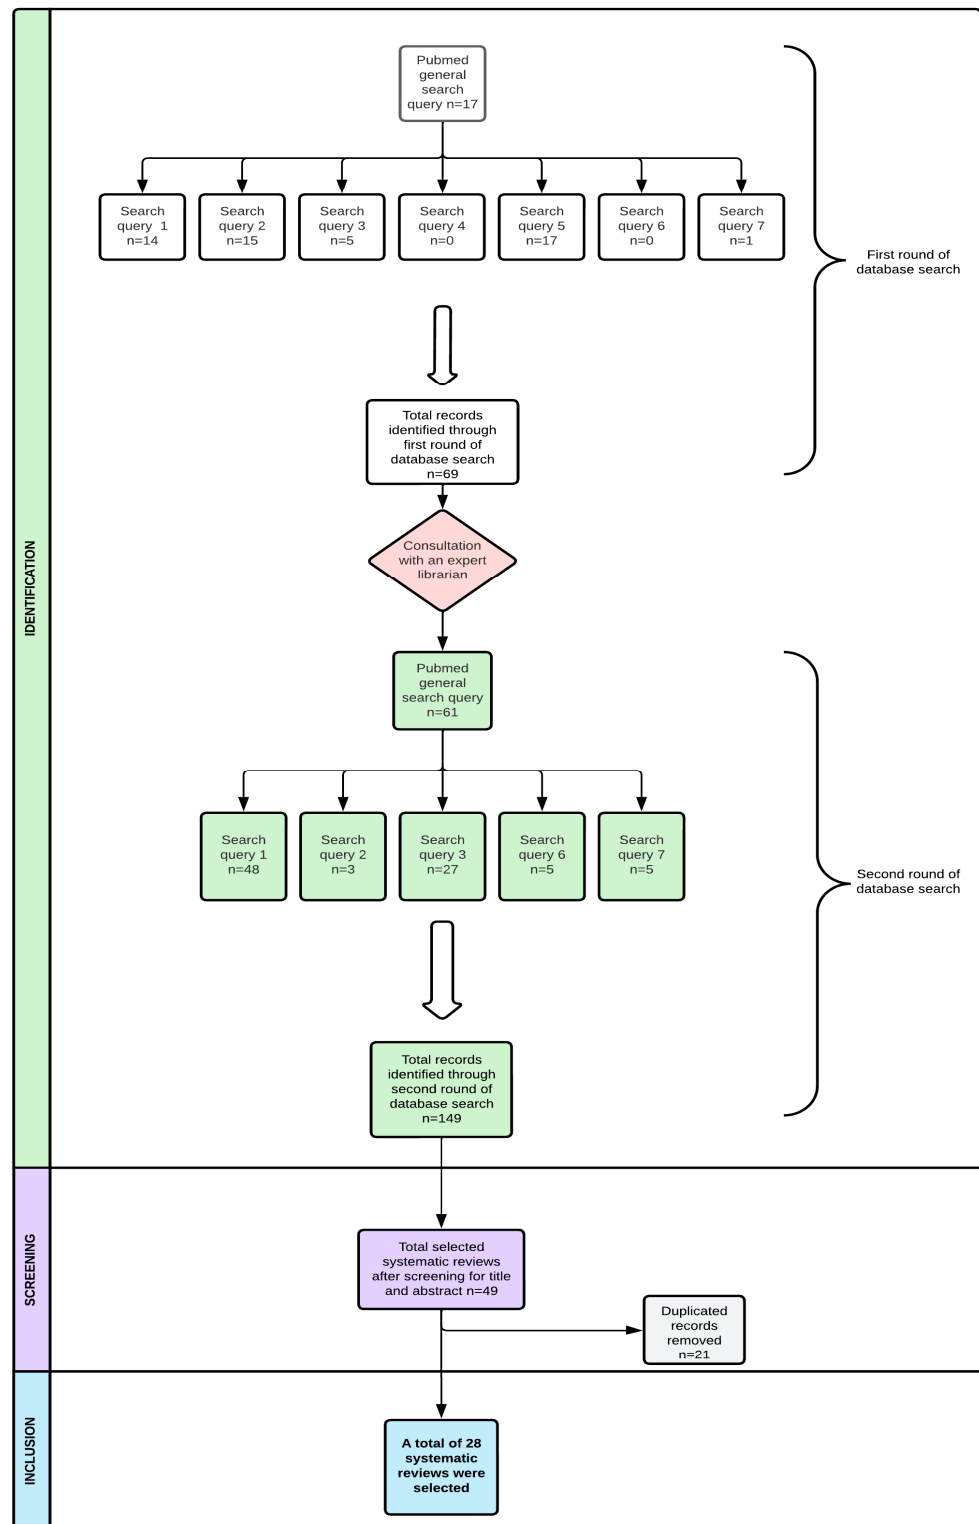 Pubmed
general
search
query n=17
Search
query 1
n=14
Search
query 2
n=15
Search
query 3
n=5
Search
query 4
n=0
Search
query 5
n=17
Search
query 6
n=0
Search
query 7
n=1
First round of
database search
Total records
identified through
first round of
database search
n=69
Consultation
with an expert
librarian
IDENTIFICATION
Pubmed
general
search query
n=61
Search
query 1
n=48
Search
query 2
n=3
Search
query 3
n=27
Search
query 6
n=5
Search
query 7
n=5
Second round of
database search
Total records
identified through
second round of
database search
n=149
SCREENING
Total selected
systematic reviews
after screening for title
and abstract n=49
Duplicated
records
removed
n=21
INCLUSION
A total of 28
systematic
reviews were
selected